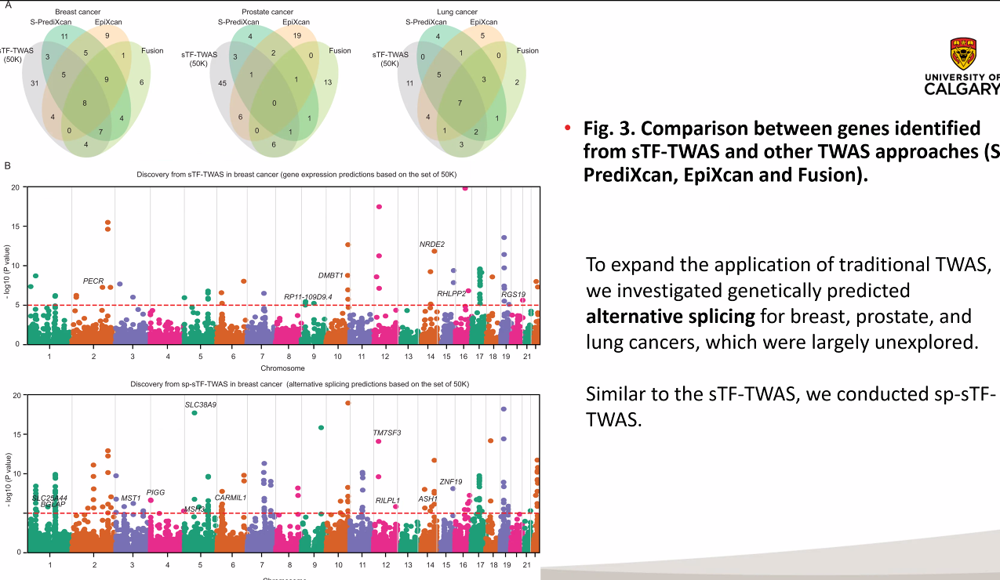 A
Breast cancer
S-PrediXcan EpiXcan
sTF-TWAS
(50K)
Fusion
11 9
3 5 1
31 5 9 6
8
4 4
0 7
4
Prostate cancer
S-PrediXcan EpiXcan
sTF-TWAS
(50K)
Fusion
4 19
3 2 0
45 1 1 13
0
6 1
0 1
6
Lung cancer
S-PrediXcan EpiXcan
sTF-TWAS
(50K)
Fusion
4 5
0 1 0
11 5 3 2
7
4 1
1 2
3
B
Discovery from sTF-TWAS in breast cancer (gene expression predictions based on the set of 50K)
- log10 (P value)
20
15
10
5
0
PECR
DMBT1
RP11-109D9.4
NRDE2
RHLPP2
RGS19
1 2 3 4 5 6 7 8 9 10 11 12 13 14 15 16 17 18 19 21
Chromosome
Discovery from sp-sTF-TWAS in breast cancer (alternative splicing predictions based on the set of 50K)
- log10 (P value)
20
15
10
5
0
SLC38A9
TM7SF3
SLC25A44
BGLAP
MST1
PIGG
MSH3
CARMIL1
RILPL1
ASH1
ZNF19
1 2 3 4 5 6 7 8 9 10 11 12 13 14 15 16 17 18 19 21
Chromosome
UNIVERSITY OF
CALGARY
• Fig. 3. Comparison between genes identified
from sTF-TWAS and other TWAS approaches (S
PrediXcan, EpiXcan and Fusion).
To expand the application of traditional TWAS,
we investigated genetically predicted
alternative splicing for breast, prostate, and
lung cancers, which were largely unexplored.
Similar to the sTF-TWAS, we conducted sp-sTF-
TWAS.